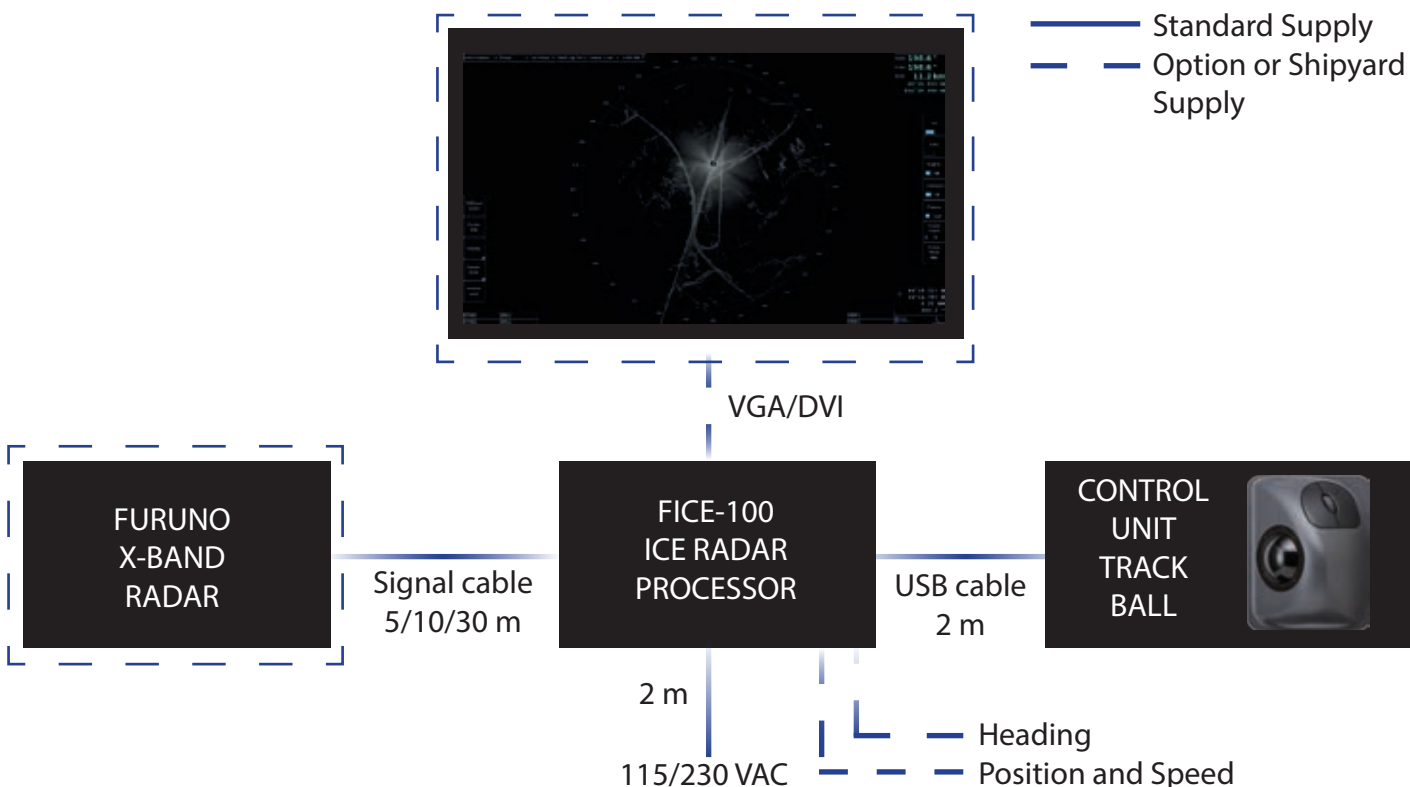 Standard Supply
Option or Shipyard
Supply
VGA/DVI
FURUNO
X-BAND
RADAR
Signal cable
5/10/30 m
FICE-100
ICE RADAR
PROCESSOR
USB cable
2 m
CONTROL
UNIT
TRACK
BALL
2 m
115/230 VAC
Heading
Position and Speed